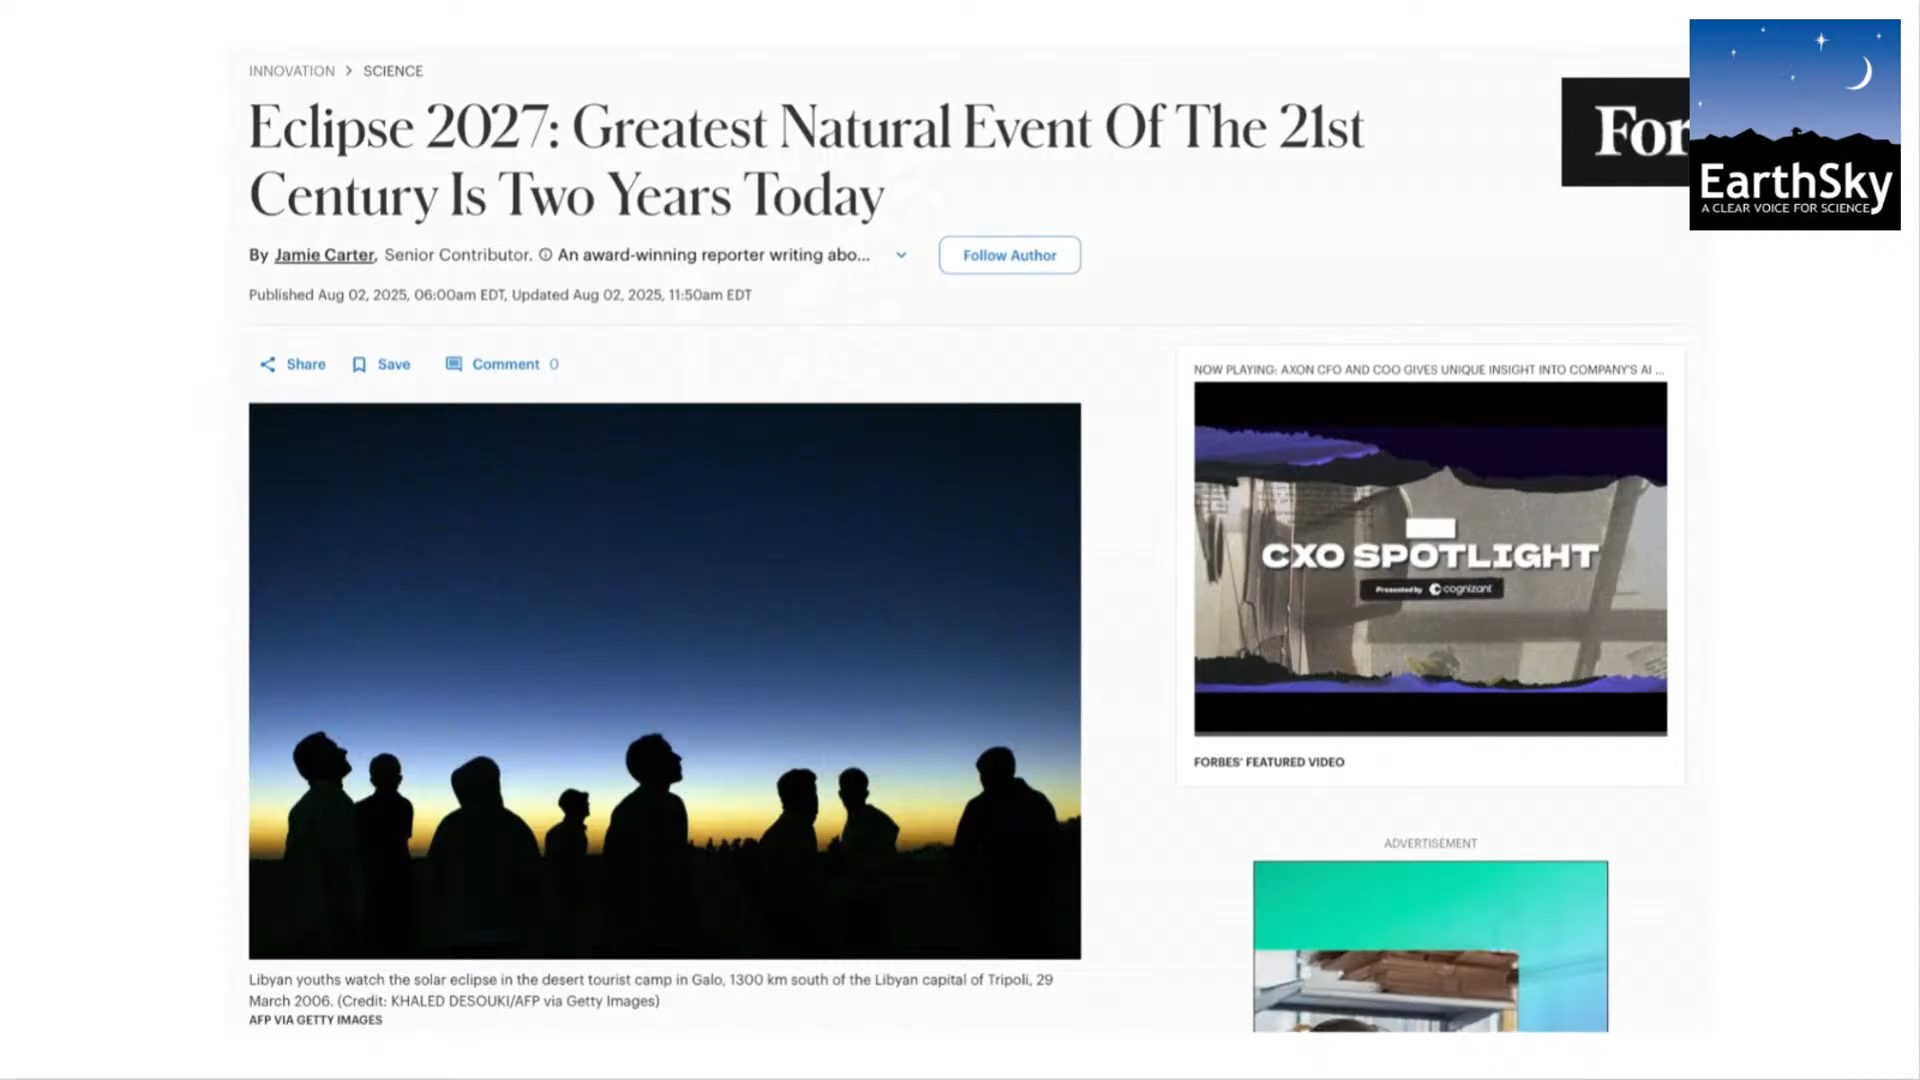 INNOVATION > SCIENCE
Eclipse 2027: Greatest Natural Event Of The 21st
Century Is Two Years Today
By Jamie Carter, Senior Contributor. An award-winning reporter writing abo...
Follow Author
Published Aug 02, 2025, 06:00am EDT, Updated Aug 02, 2025, 11:50am EDT
For
EarthSky
A CLEAR VOICE FOR SCIENCE
Share
Save
Comment 0
Libyan youths watch the solar eclipse in the desert tourist camp in Galo, 1300 km south of the Libyan capital of Tripoli, 29
March 2006. (Credit: KHALED DESOUKI/AFP via Getty Images)
AFP VIA GETTY IMAGES
NOW PLAYING: AXON CFO AND COO GIVES UNIQUE INSIGHT INTO COMPANY'S AI ...
CXO SPOTLIGHT
Presented by cognizant
FORBES' FEATURED VIDEO
ADVERTISEMENT